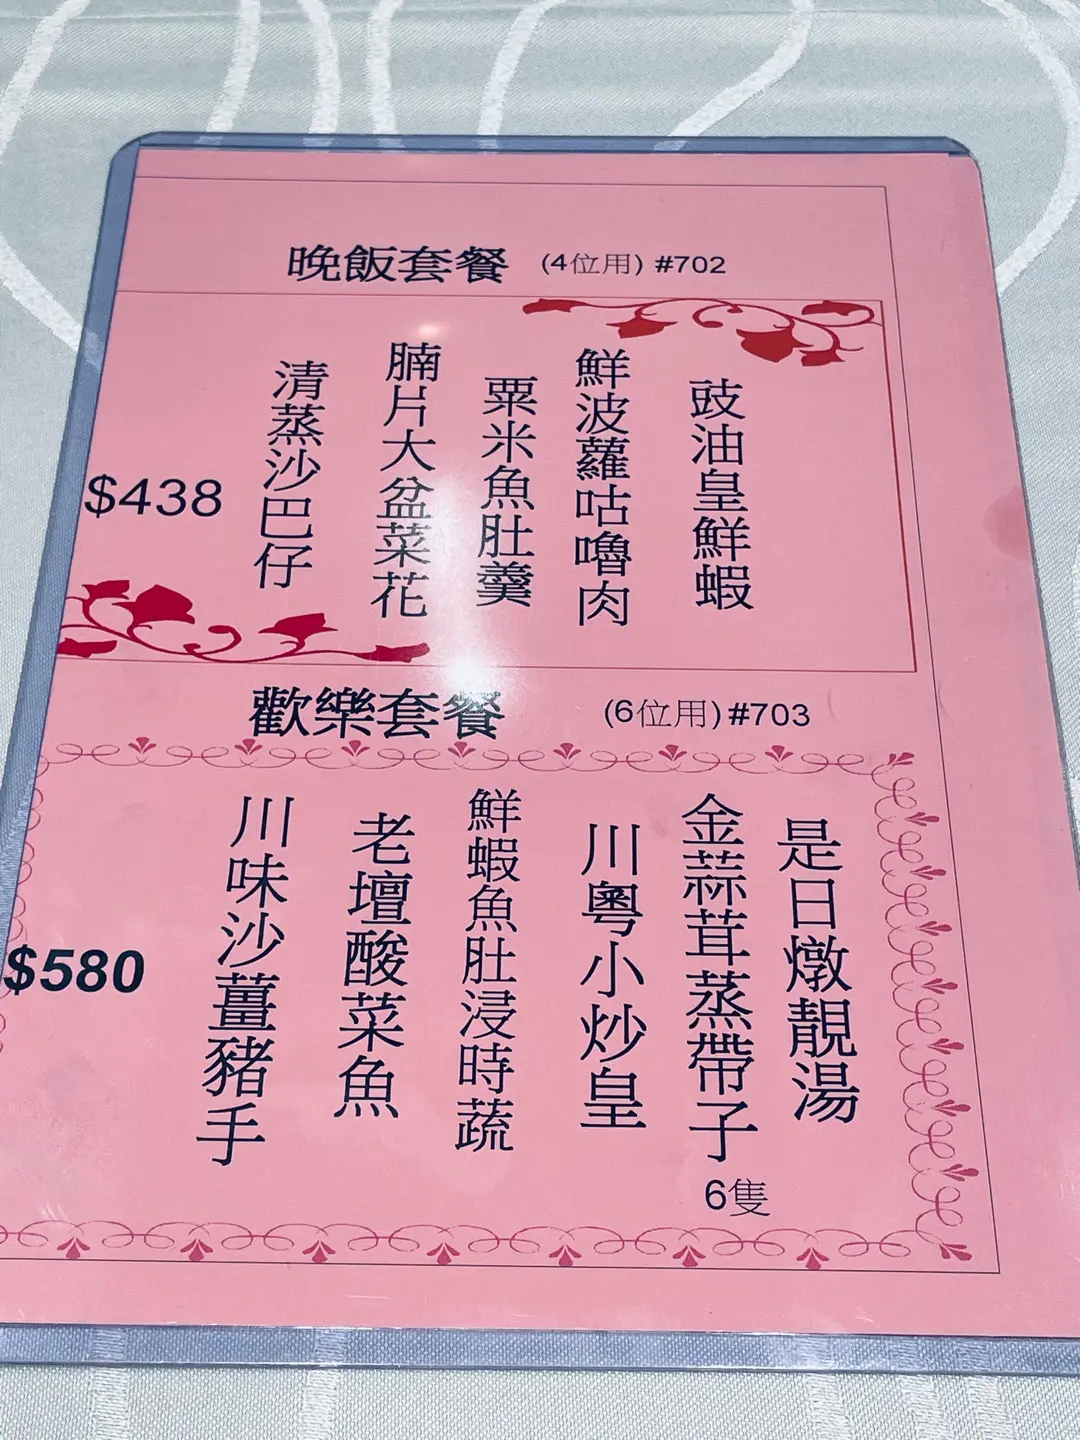 晚飯套餐 (4位用) #702
豉油皇鮮蝦
鮮波蘿咕嚕肉
粟米魚肚羹
腩片大盆菜花
清蒸沙巴仔
$438
歡樂套餐 (6位用) #703
是日燉靚湯
金蒜茸蒸帶子
6隻
川粵小炒皇
鮮蝦魚肚浸時蔬
老壇酸菜魚
川味沙薑豬手
$580